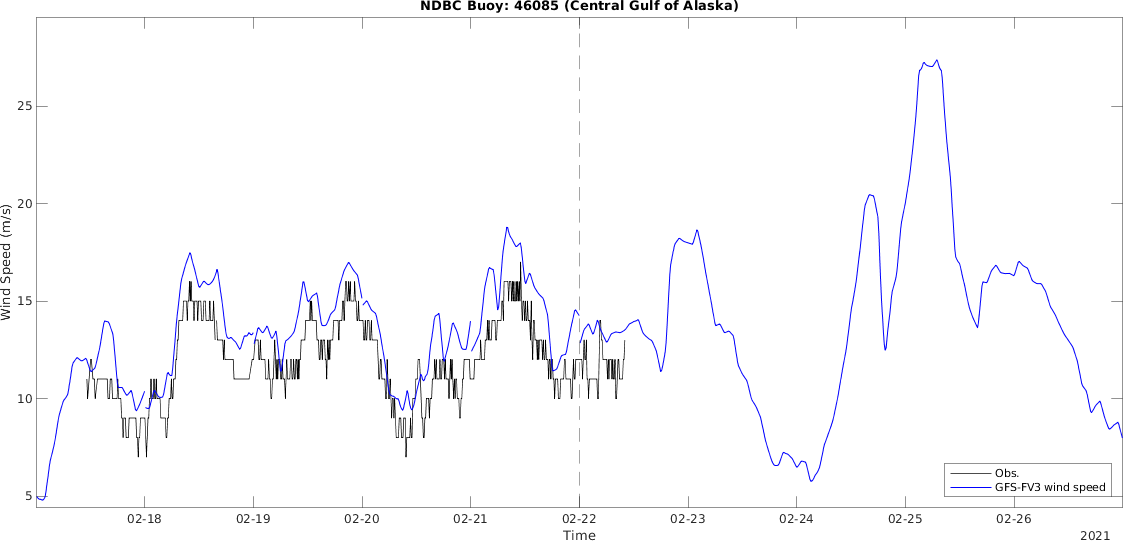 NDBC Buoy: 46085 (Central Gulf of Alaska)
25
20
15
10
5
Wind Speed (m/s)
Obs.
GFS-FV3 wind speed
02-18 02-19 02-20 02-21 02-22 02-23 02-24 02-25 02-26
Time
2021